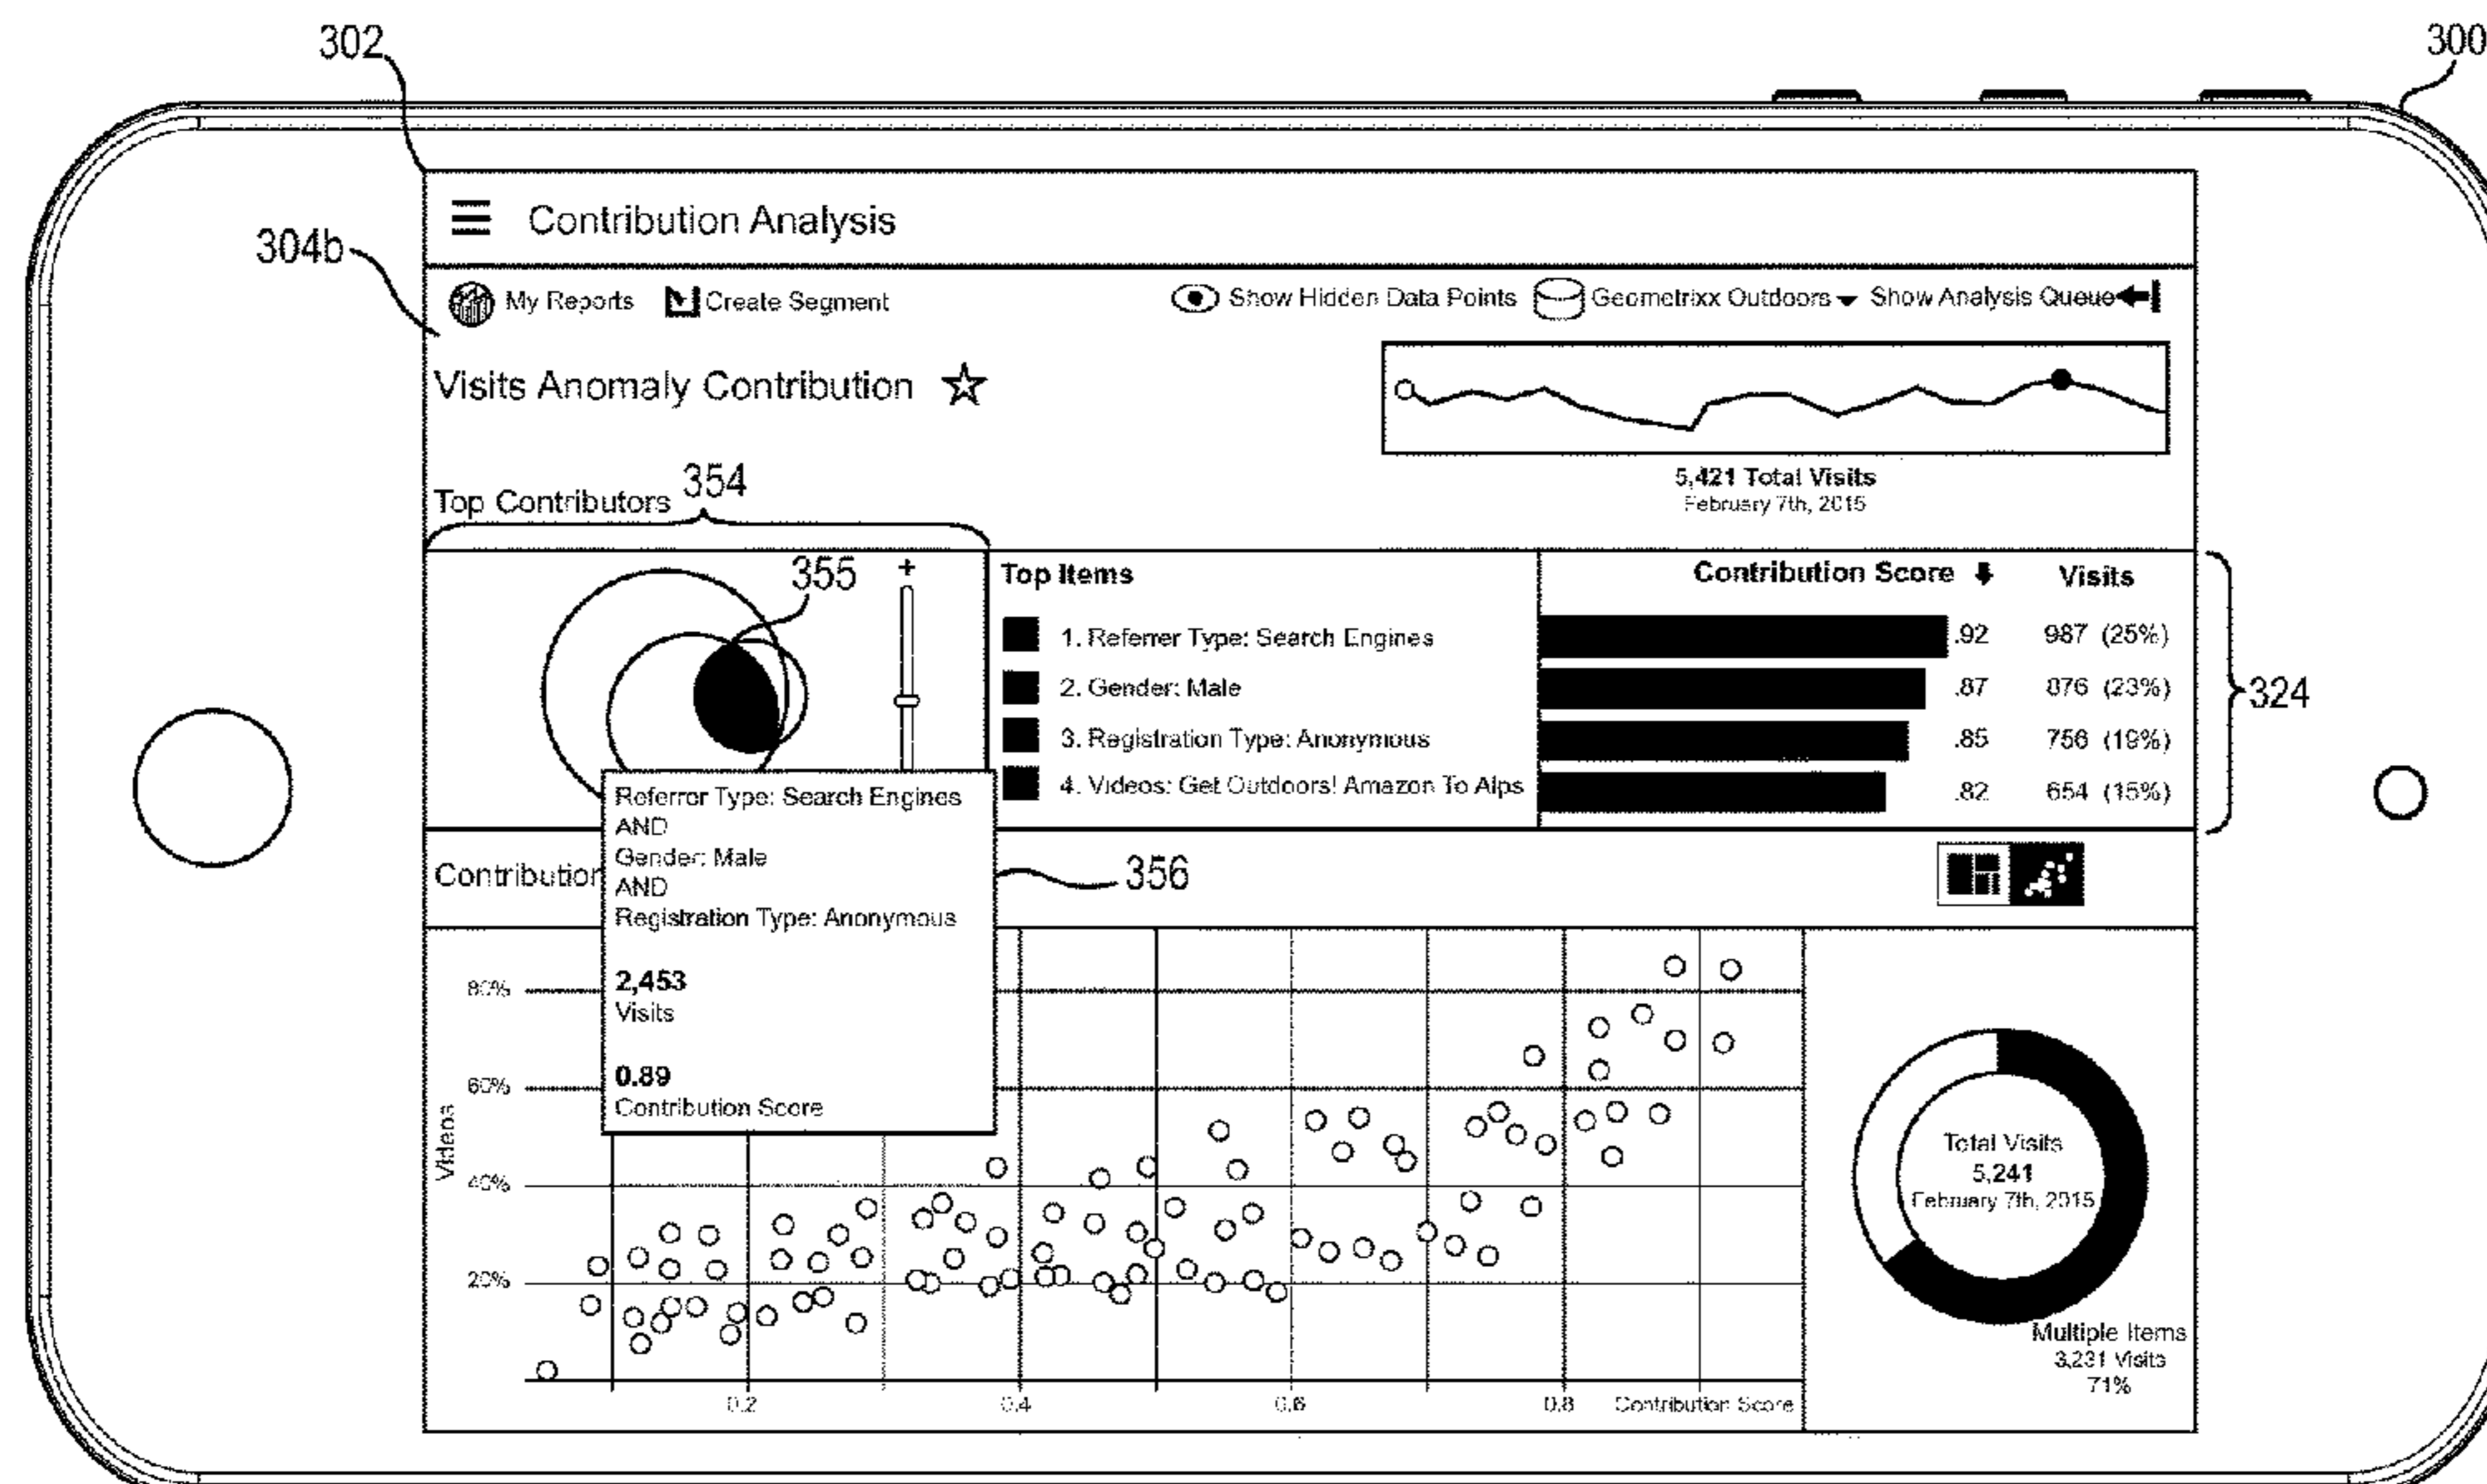 302
300
Contribution Analysis
304b
My Reports Create Segment Show Hidden Data Points Geometrixx Outdoors Show Analysis Queue
Visits Anomaly Contribution
5,421 Total Visits
February 7th, 2015
Top Contributors 354
355 +
Top Items Contribution Score Visits
1. Referrer Type: Search Engines .92 987 (25%)
2. Gender: Male .87 876 (23%)
3. Registration Type: Anonymous .85 756 (19%)
4. Videos: Get Outdoors! Amazon To Alps .82 654 (15%)
324
Referrer Type: Search Engines
AND
Gender: Male
AND
Registration Type: Anonymous
2,453
Visits
0.89
Contribution Score
Contribution
356
80%
60%
40%
20%
Videos
0.2 0.4 0.6 0.8 Contribution Score
Total Visits
5,241
February 7th, 2015
Multiple Items
3,231 Visits
71%